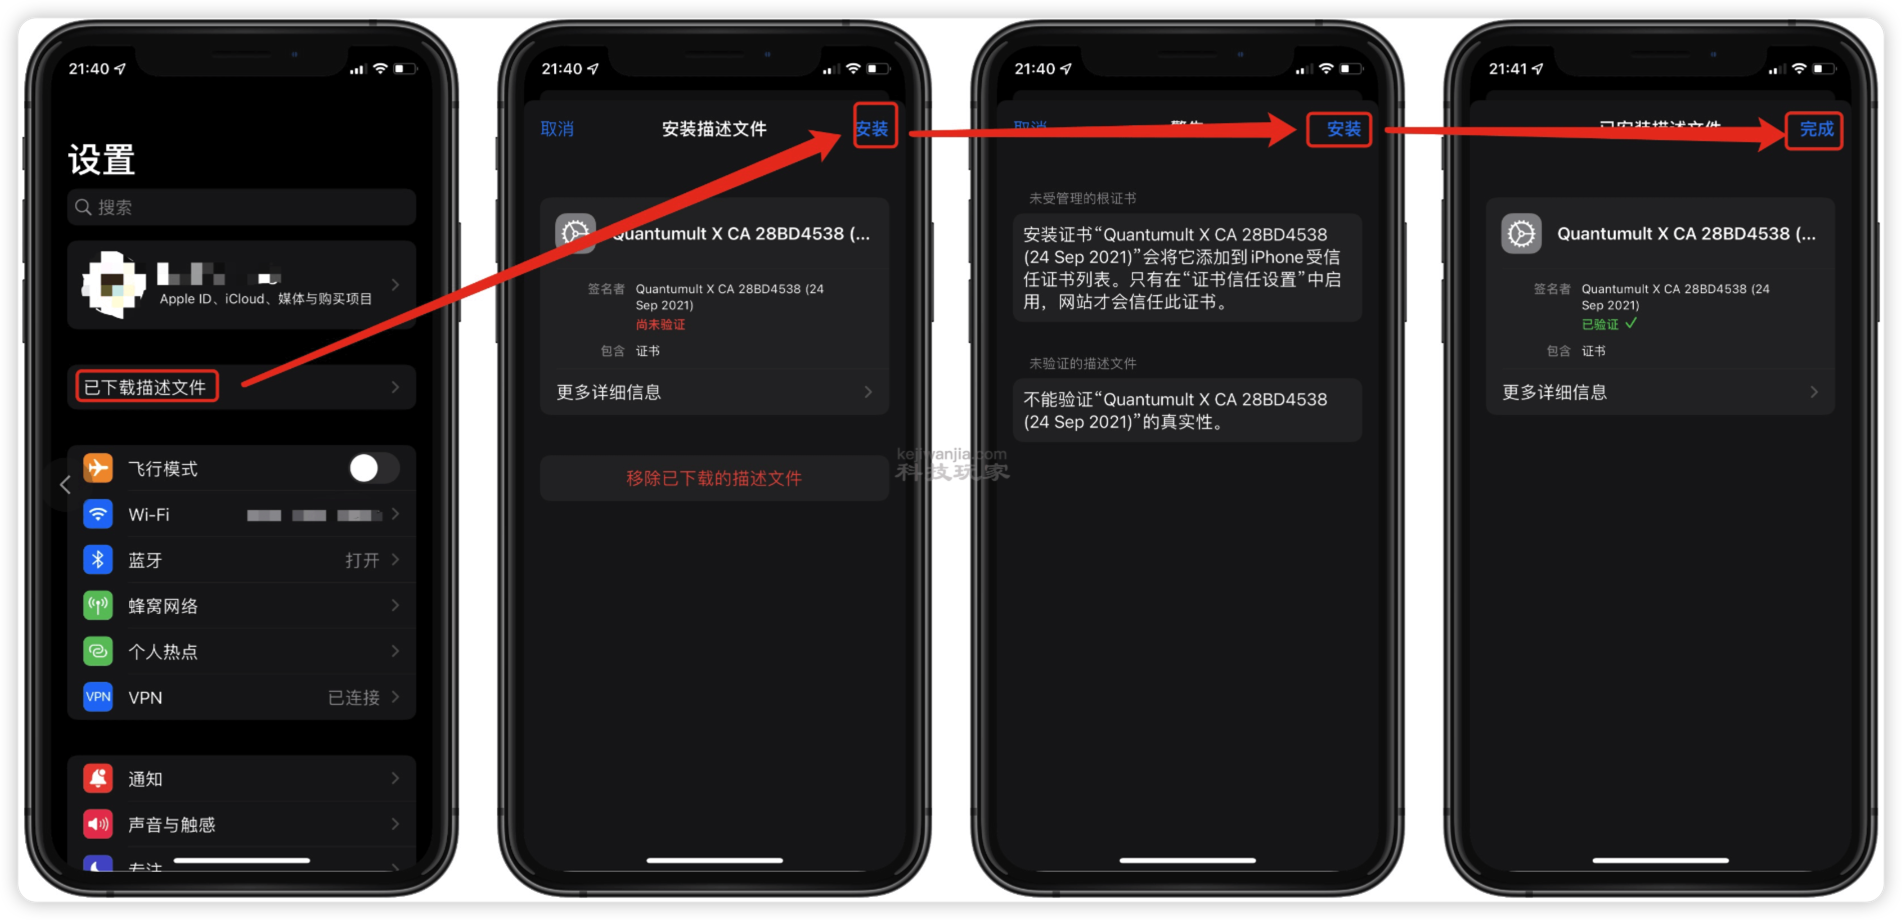 21:40
设置
搜索
Apple ID、iCloud、媒体与购买项目
已下载描述文件
飞行模式
Wi-Fi
蓝牙
打开
蜂窝网络
个人热点
VPN
VPN
已连接
通知
声音与触感
专注
21:40
取消
安装描述文件
安装
Quantumult X CA 28BD4538 (...
签名者
Quantumult X CA 28BD4538 (24
Sep 2021)
尚未验证
包含
证书
更多详细信息
移除已下载的描述文件
21:40
取消
警告
安装
未受管理的根证书
安装证书“Quantumult X CA 28BD4538
(24 Sep 2021)”会将它添加到iPhone受信
任证书列表。只有在“证书信任设置”中启
用，网站才会信任此证书。
未验证的描述文件
不能验证“Quantumult X CA 28BD4538
(24 Sep 2021)”的真实性。
kejiwanjia.com
科技玩家
21:41
已安装描述文件
完成
Quantumult X CA 28BD4538 (...
签名者
Quantumult X CA 28BD4538 (24
Sep 2021)
已验证
包含
证书
更多详细信息